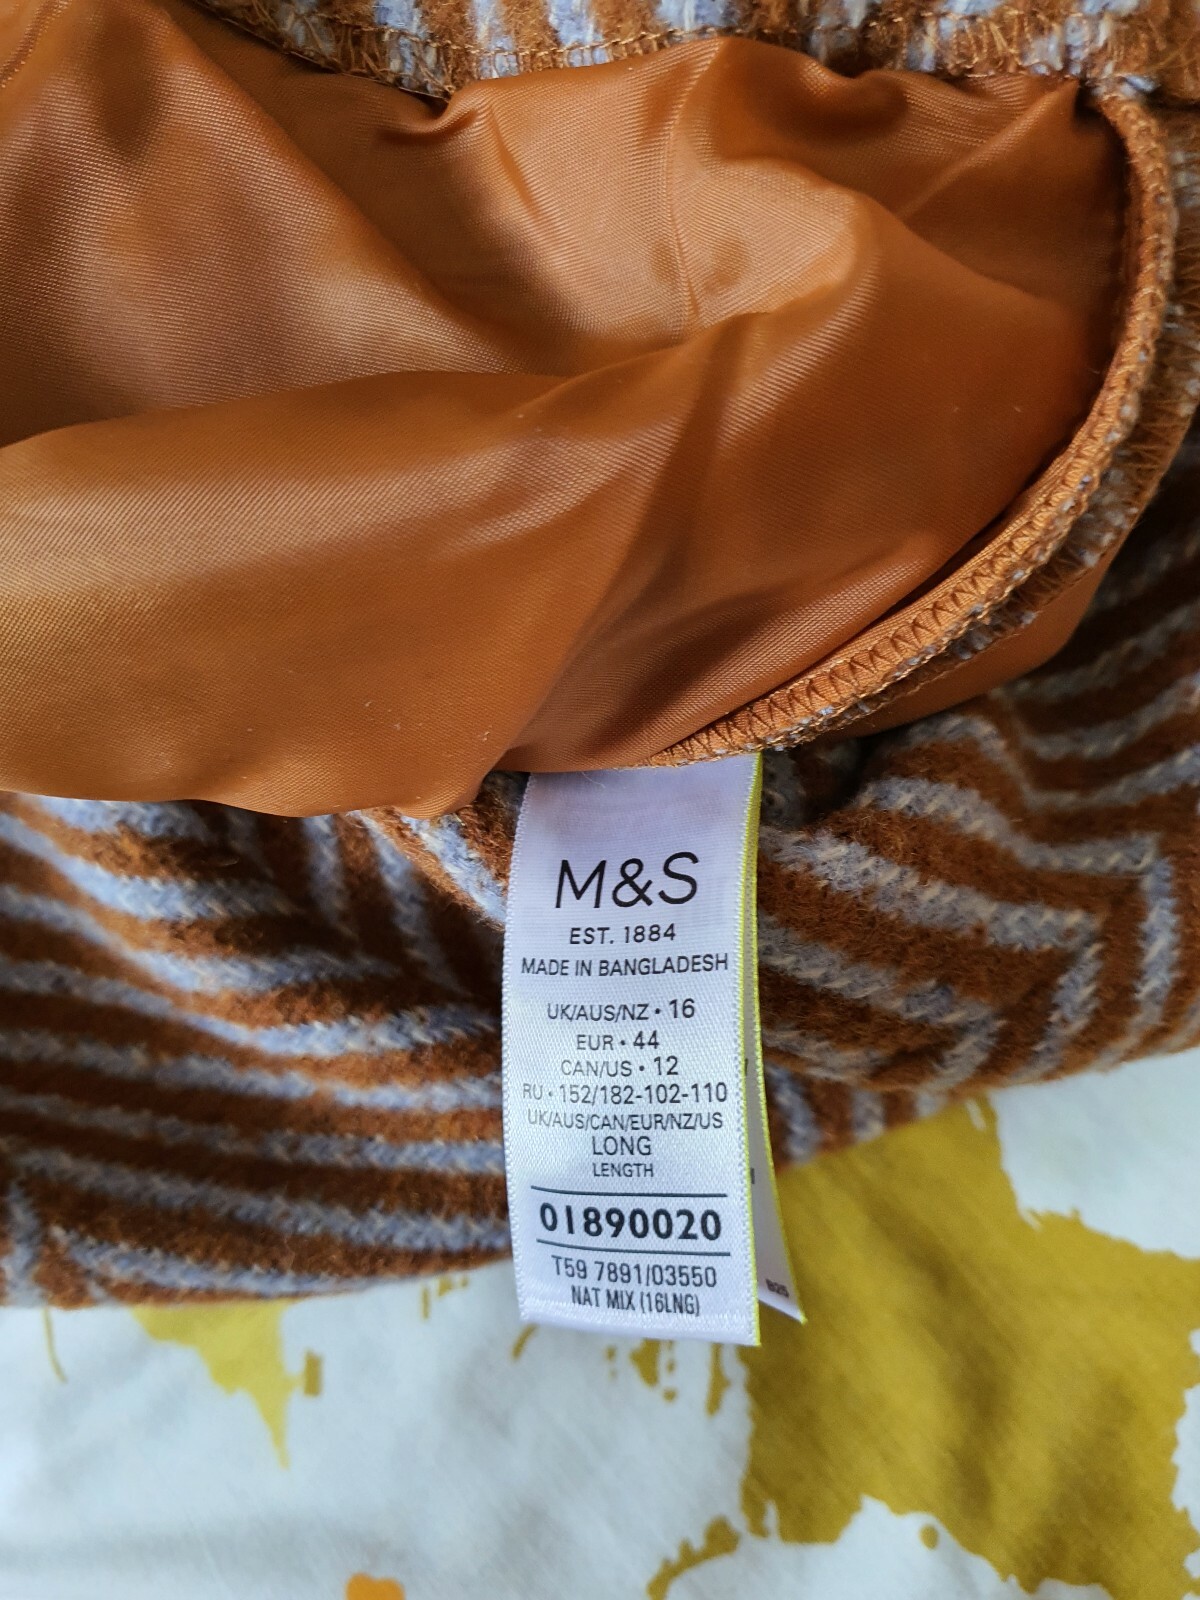 M&S
EST. 1884
MADE IN BANGLADESH
UK/AUS/NZ • 16
EUR • 44
CAN/US • 12
RU • 152/182-102-110
UK/AUS/CAN/EUR/NZ/US
LONG
LENGTH
01890020
T59 7891/03550
NAT MIX (16LNG)